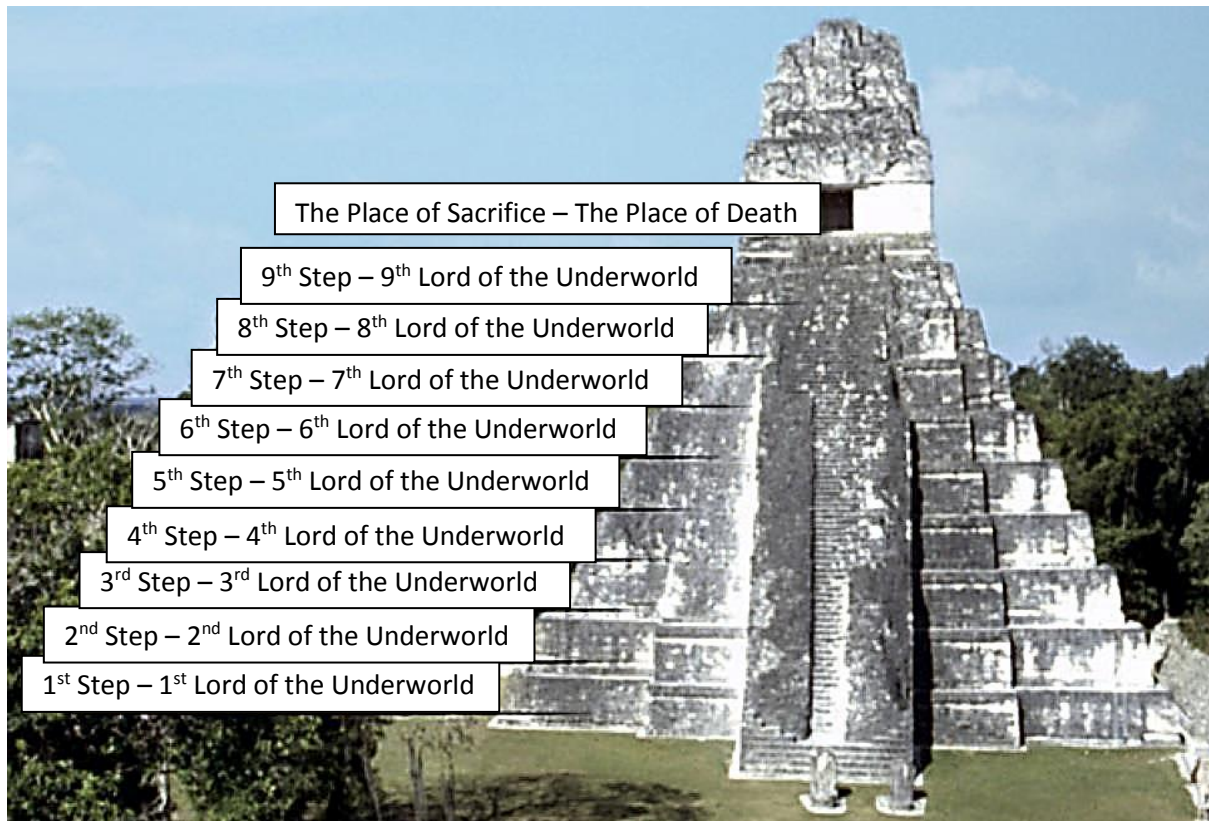 The Place of Sacrifice – The Place of Death
9th Step – 9th Lord of the Underworld
8th Step – 8th Lord of the Underworld
7th Step – 7th Lord of the Underworld
6th Step – 6th Lord of the Underworld
5th Step – 5th Lord of the Underworld
4th Step – 4th Lord of the Underworld
3rd Step – 3rd Lord of the Underworld
2nd Step – 2nd Lord of the Underworld
1st Step – 1st Lord of the Underworld